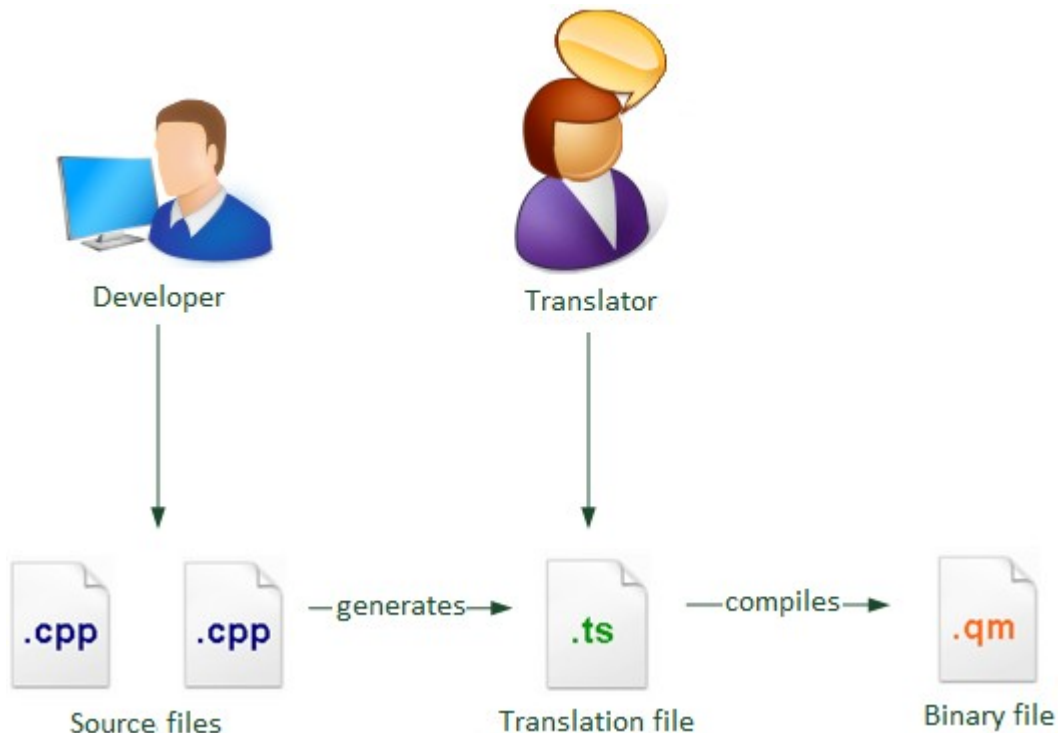 Developer
Translator
.cpp
.cpp
generates
.ts
compiles
.qm
Source files
Translation file
Binary file